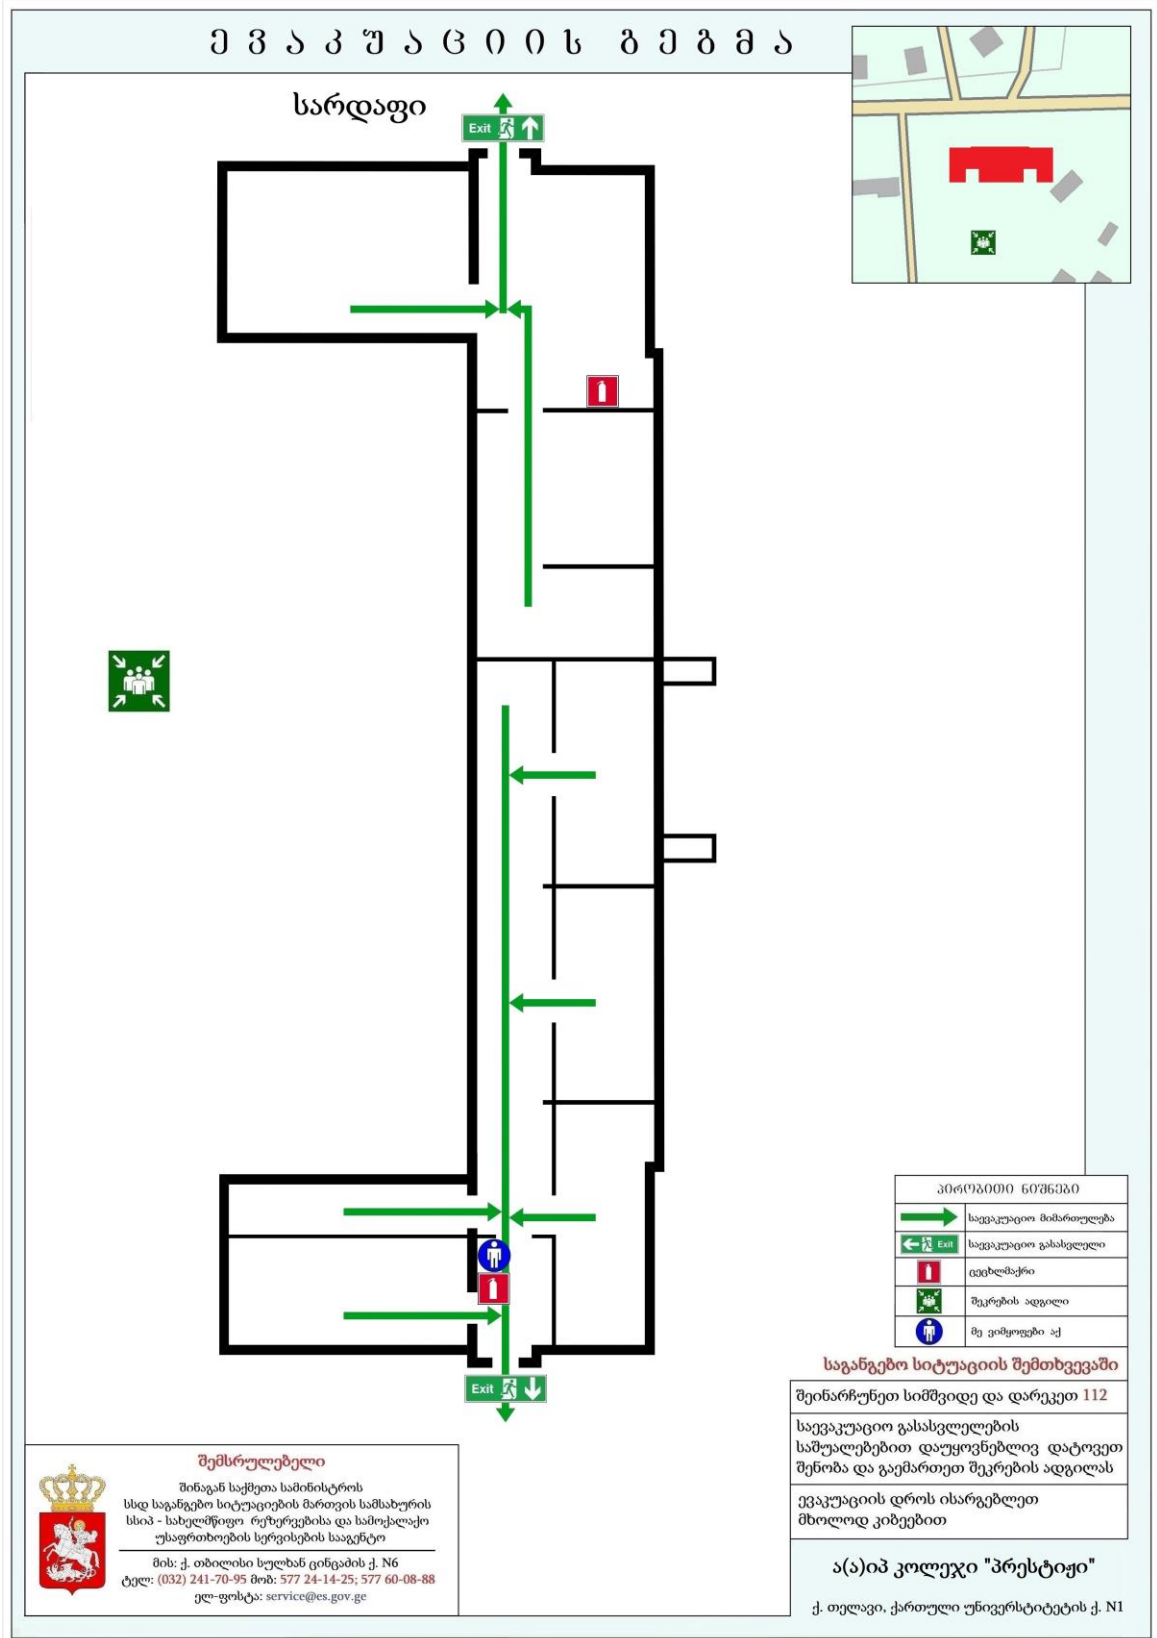 ევაკუაციის გეგმა
სარდაფი
Exit
Exit
პირობითი ნიშნები
საევაკუაციო მიმართულება
Exit
საევაკუაციო გასასვლელი
ცეცხლმაქრი
შეკრების ადგილი
მე ვიმყოფები აქ
საგანგებო სიტუაციის შემთხვევაში
შეინარჩუნეთ სიმშვიდე და დარეკეთ 112
საევაკუაციო გასასვლელების
საშუალებებით დაუყოვნებლივ დატოვეთ
შენობა და გაემართეთ შეკრების ადგილას
ევაკუაციის დროს ისარგებლეთ
მხოლოდ კიბეებით
შემსრულებელი
შინაგან საქმეთა სამინისტროს
სსდ საგანგებო სიტუაციების მართვის სამსახურის
სსიპ - სახელმწიფო რეზერვებისა და სამოქალაქო
უსაფრთხოების სერვისების სააგენტო
მის: ქ. თბილისი სულხან ცინცაძის ქ. N6
ტელ: (032) 241-70-95 მობ: 577 24-14-25; 577 60-08-88
ელ-ფოსტა: service@es.gov.ge
ა(ა)იპ კოლეჯი "პრესტიჟი"
ქ. თელავი, ქართული უნივერსტიტეტის ქ. N1